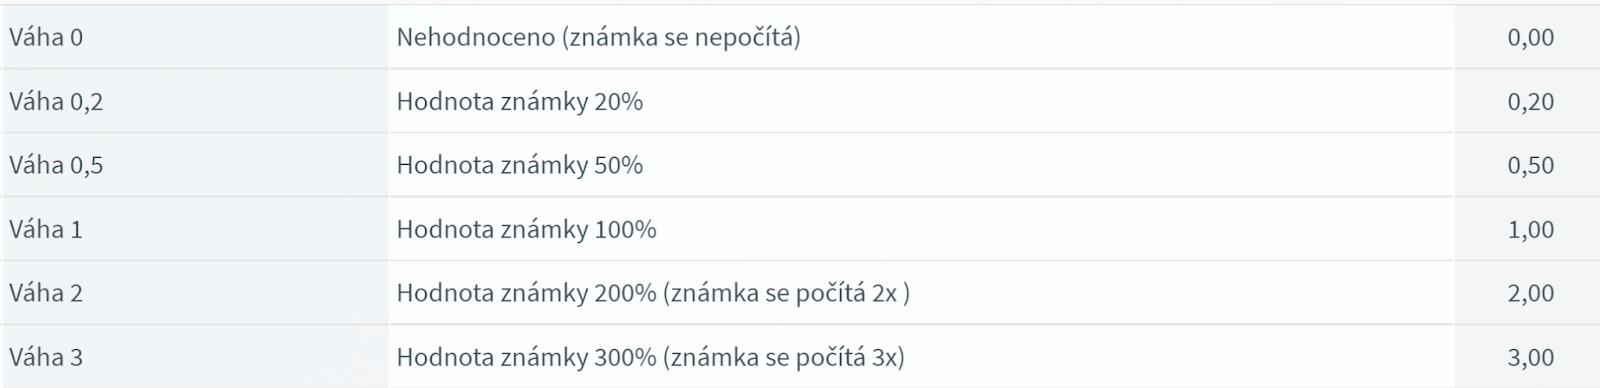 Váha 0 Nehodnoceno (známka se nepočítá) 0,00
Váha 0,2 Hodnota známky 20% 0,20
Váha 0,5 Hodnota známky 50% 0,50
Váha 1 Hodnota známky 100% 1,00
Váha 2 Hodnota známky 200% (známka se počítá 2x ) 2,00
Váha 3 Hodnota známky 300% (známka se počítá 3x) 3,00